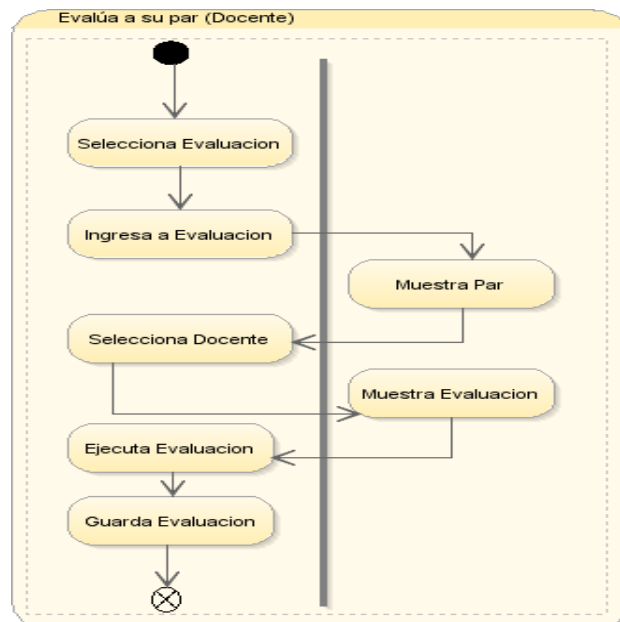 Evalúa a su par (Docente)
Selecciona Evaluacion
Ingresa a Evaluacion
Muestra Par
Selecciona Docente
Muestra Evaluacion
Ejecuta Evaluacion
Guarda Evaluacion